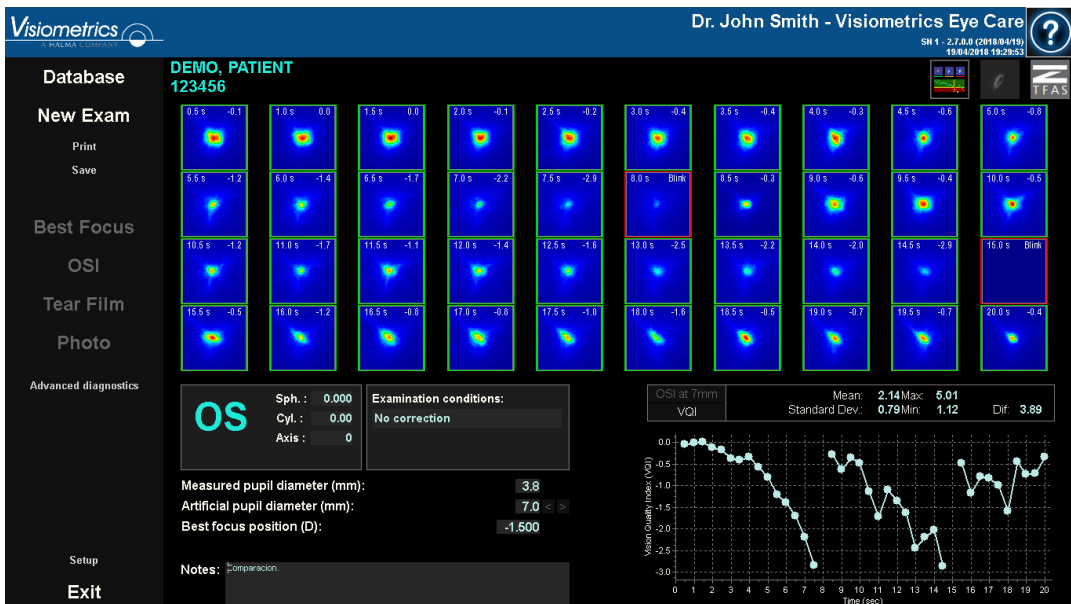 Visiometrics
A HALMA COMPANY
Dr. John Smith - Visiometrics Eye Care
SN 1 - 2.7.0.0 (2018/04/19)
19/04/2018 19:29:53
?
Database
New Exam
Print
Save
Best Focus
OSI
Tear Film
Photo
Advanced diagnostics
Setup
Exit
DEMO, PATIENT
123456
TFAS
0.5 s -0.1 1.0 s 0.0 1.5 s 0.0 2.0 s -0.1 2.5 s -0.2 3.0 s -0.4 3.5 s -0.4 4.0 s -0.3 4.5 s -0.6 5.0 s -0.8
5.5 s -1.2 6.0 s -1.4 6.5 s -1.7 7.0 s -2.2 7.5 s -2.9 8.0 s Blink 8.5 s -0.3 9.0 s -0.6 9.5 s -0.4 10.0 s -0.5
10.5 s -1.2 11.0 s -1.7 11.5 s -1.1 12.0 s -1.4 12.5 s -1.6 13.0 s -2.5 13.5 s -2.2 14.0 s -2.0 14.5 s -2.9 15.0 s Blink
15.5 s -0.5 16.0 s -1.2 16.5 s -0.8 17.0 s -0.8 17.5 s -1.0 18.0 s -1.6 18.5 s -0.5 19.0 s -0.7 19.5 s -0.7 20.0 s -0.4
OS
Sph. : 0.000
Cyl. : 0.00
Axis : 0
Examination conditions:
No correction
Measured pupil diameter (mm): 3.8
Artificial pupil diameter (mm): 7.0 < >
Best focus position (D): -1.500
Notes: Comparacion.
OSI at 7mm
VQI
Mean: 2.14 Max: 5.01
Standard Dev.: 0.79 Min: 1.12 Dif: 3.89
Vision Quality Index (VQI)
0.0
-0.5
-1.0
-1.5
-2.0
-2.5
-3.0
0 1 2 3 4 5 6 7 8 9 10 11 12 13 14 15 16 17 18 19 20
Time (sec)